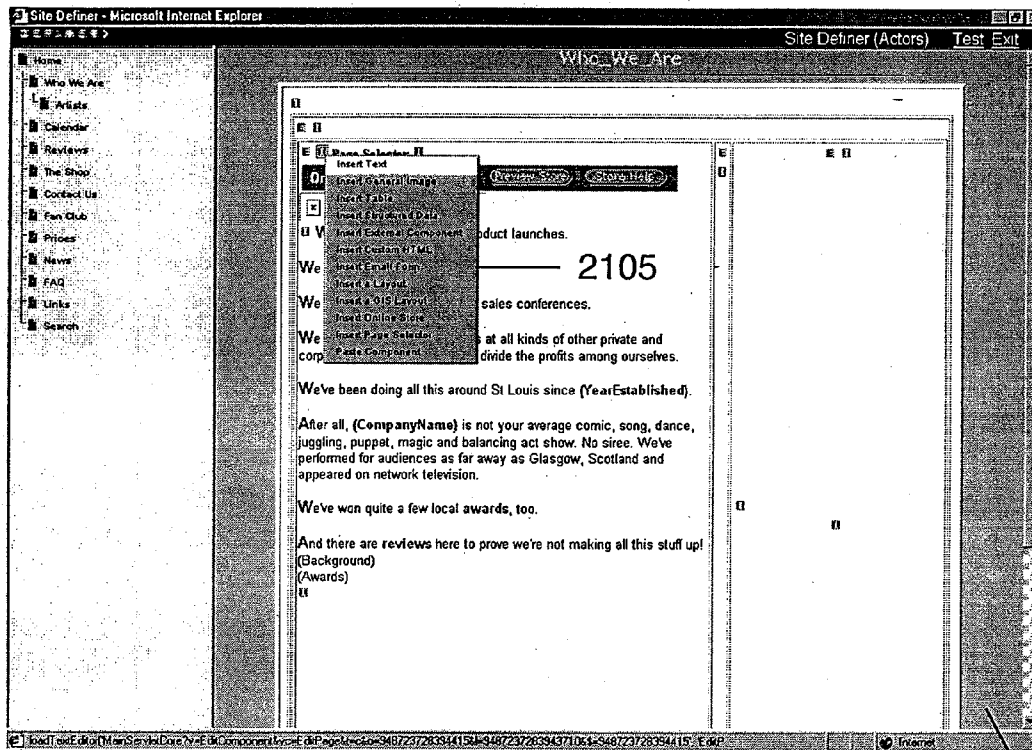 Site Definer - Microsoft Internet Explorer
Site Definer (Actors) Test Exit
Home
Who We Are
Artists
Calendar
Reviews
The Shop
Contact Us
Fan Club
Prices
News
FAQ
Links
Search
Who_We_Are
E I
E I Page Selector I
Preview Store Store Help
Insert Text
Insert General Image
Insert Table
Insert Structured Data
Insert External Component
Insert Custom HTML
Insert Email Form
Insert a Layout
Insert a GIS Layout
Insert Online Store
Insert Page Selector
Paste Component
2105
duct launches.
We
We sales conferences.
We s at all kinds of other private and
corp divide the profits among ourselves.
We've been doing all this around St Louis since {YearEstablished}.
After all, {CompanyName} is not your average comic, song, dance,
juggling, puppet, magic and balancing act show. No siree. We've
performed for audiences as far away as Glasgow, Scotland and
appeared on network television.
We've won quite a few local awards, too.
And there are reviews here to prove we're not making all this stuff up!
(Background)
(Awards)
Internet